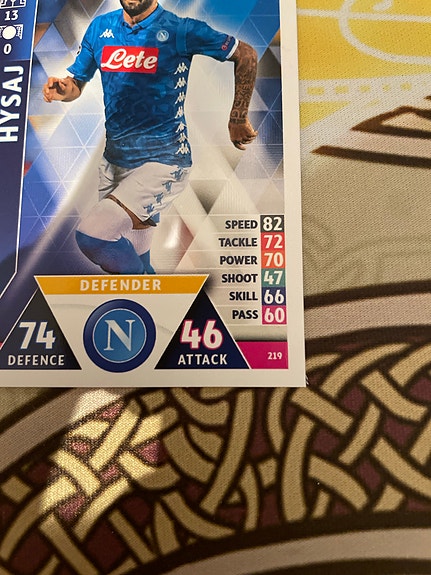 13
0
HYSAJ
Lete
SPEED 82
TACKLE 72
POWER 70
SHOOT 47
SKILL 66
PASS 60
DEFENDER
74
DEFENCE
N
46
ATTACK
219